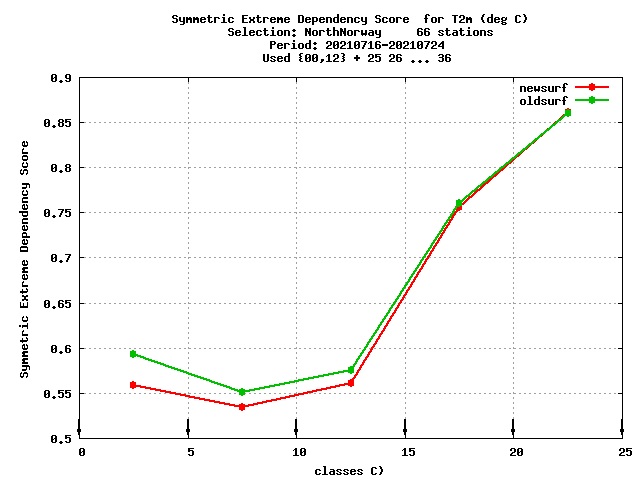 Symmetric Extreme Dependency Score  for T2m (deg C)
Selection: NorthNorway     66 stations
Period: 20210716-20210724
Used {00,12} + 25 26 ... 36
newsurf
oldsurf
0.9
0.85
0.8
0.75
0.7
0.65
0.6
0.55
0.5
Symmetric Extreme Dependency Score
0 5 10 15 20 25
classes C)